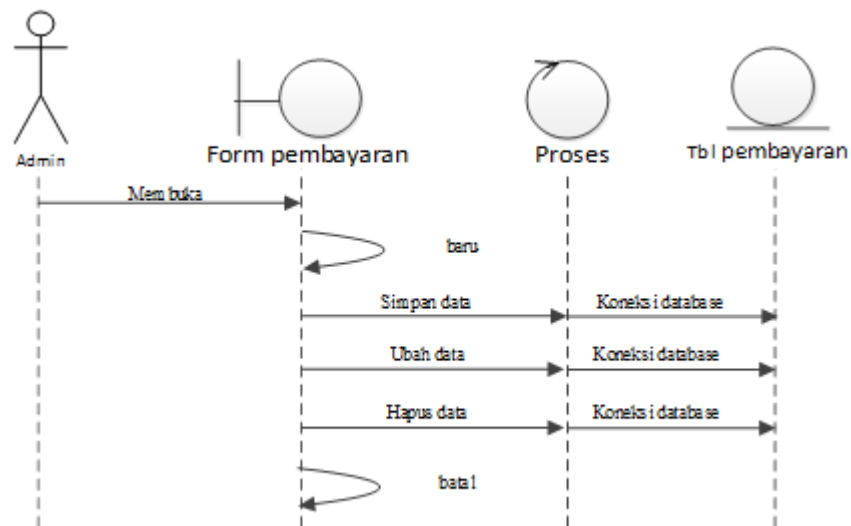 Admin
Form pembayaran
Proses
Tbl pembayaran
Membuka
baru
Simpan data
Koneksi database
Ubah data
Koneksi database
Hapus data
Koneksi database
batal